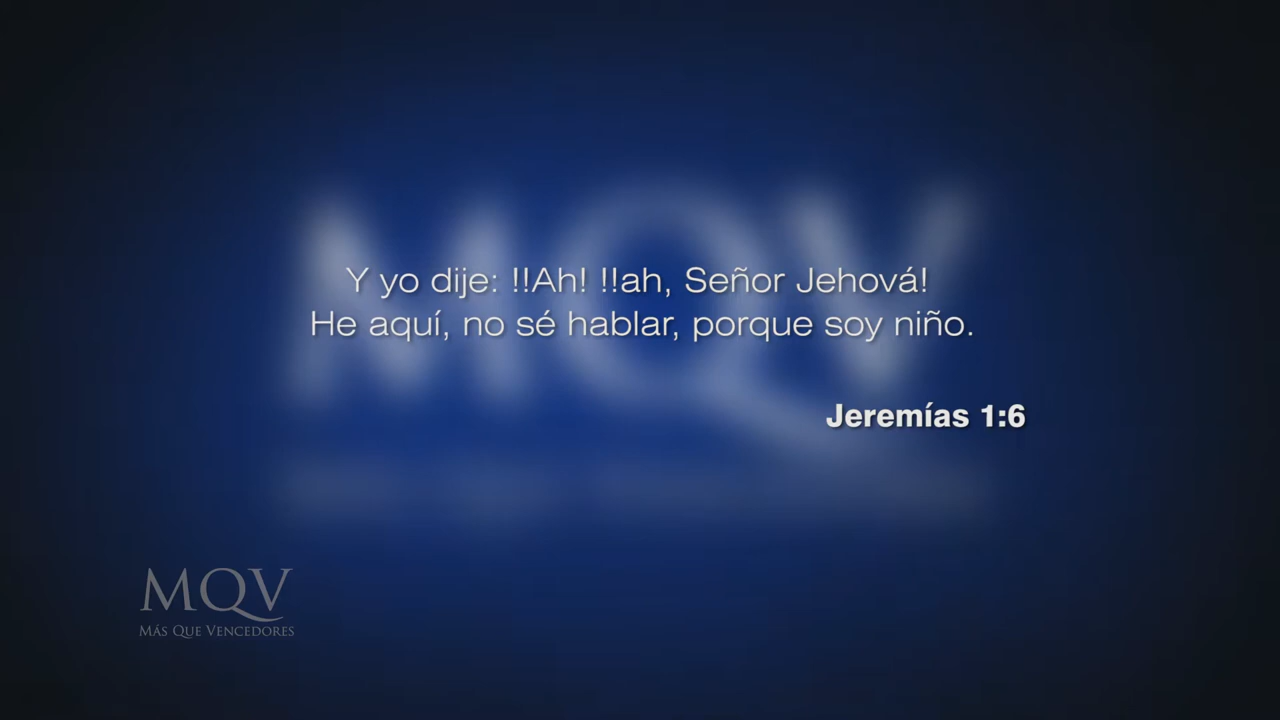 Y yo dije: !!Ah! !!ah, Señor Jehová!
He aquí, no sé hablar, porque soy niño.
Jeremías 1:6
MQV
MQV
MÁS QUE VENCEDORES